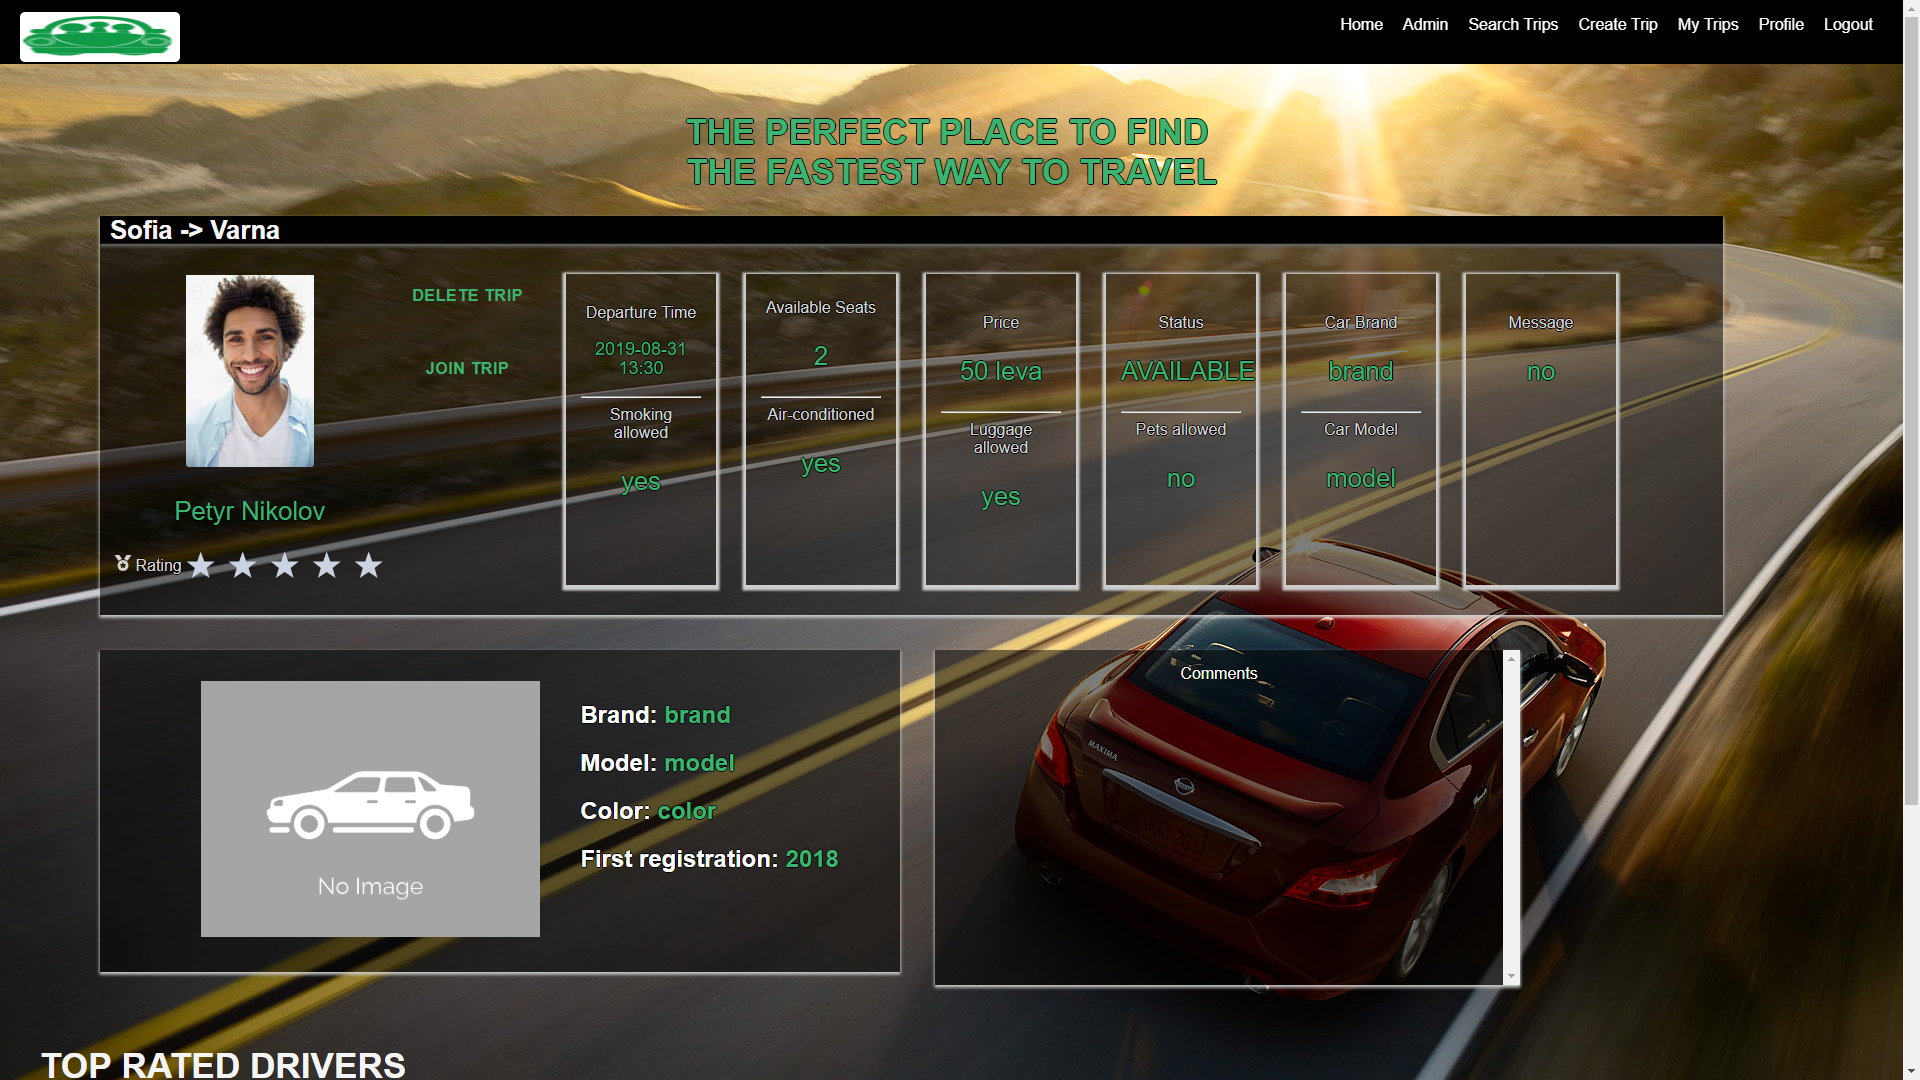 Home Admin Search Trips Create Trip My Trips Profile Logout
THE PERFECT PLACE TO FIND
THE FASTEST WAY TO TRAVEL
Sofia -> Varna
DELETE TRIP
JOIN TRIP
Petyr Nikolov
Rating
Departure Time
2019-08-31
13:30
Smoking
allowed
yes
Available Seats
2
Air-conditioned
yes
Price
50 leva
Luggage
allowed
yes
Status
AVAILABLE
Pets allowed
no
Car Brand
brand
Car Model
model
Message
no
No Image
Brand: brand
Model: model
Color: color
First registration: 2018
Comments
MAXIMA
TOP RATED DRIVERS